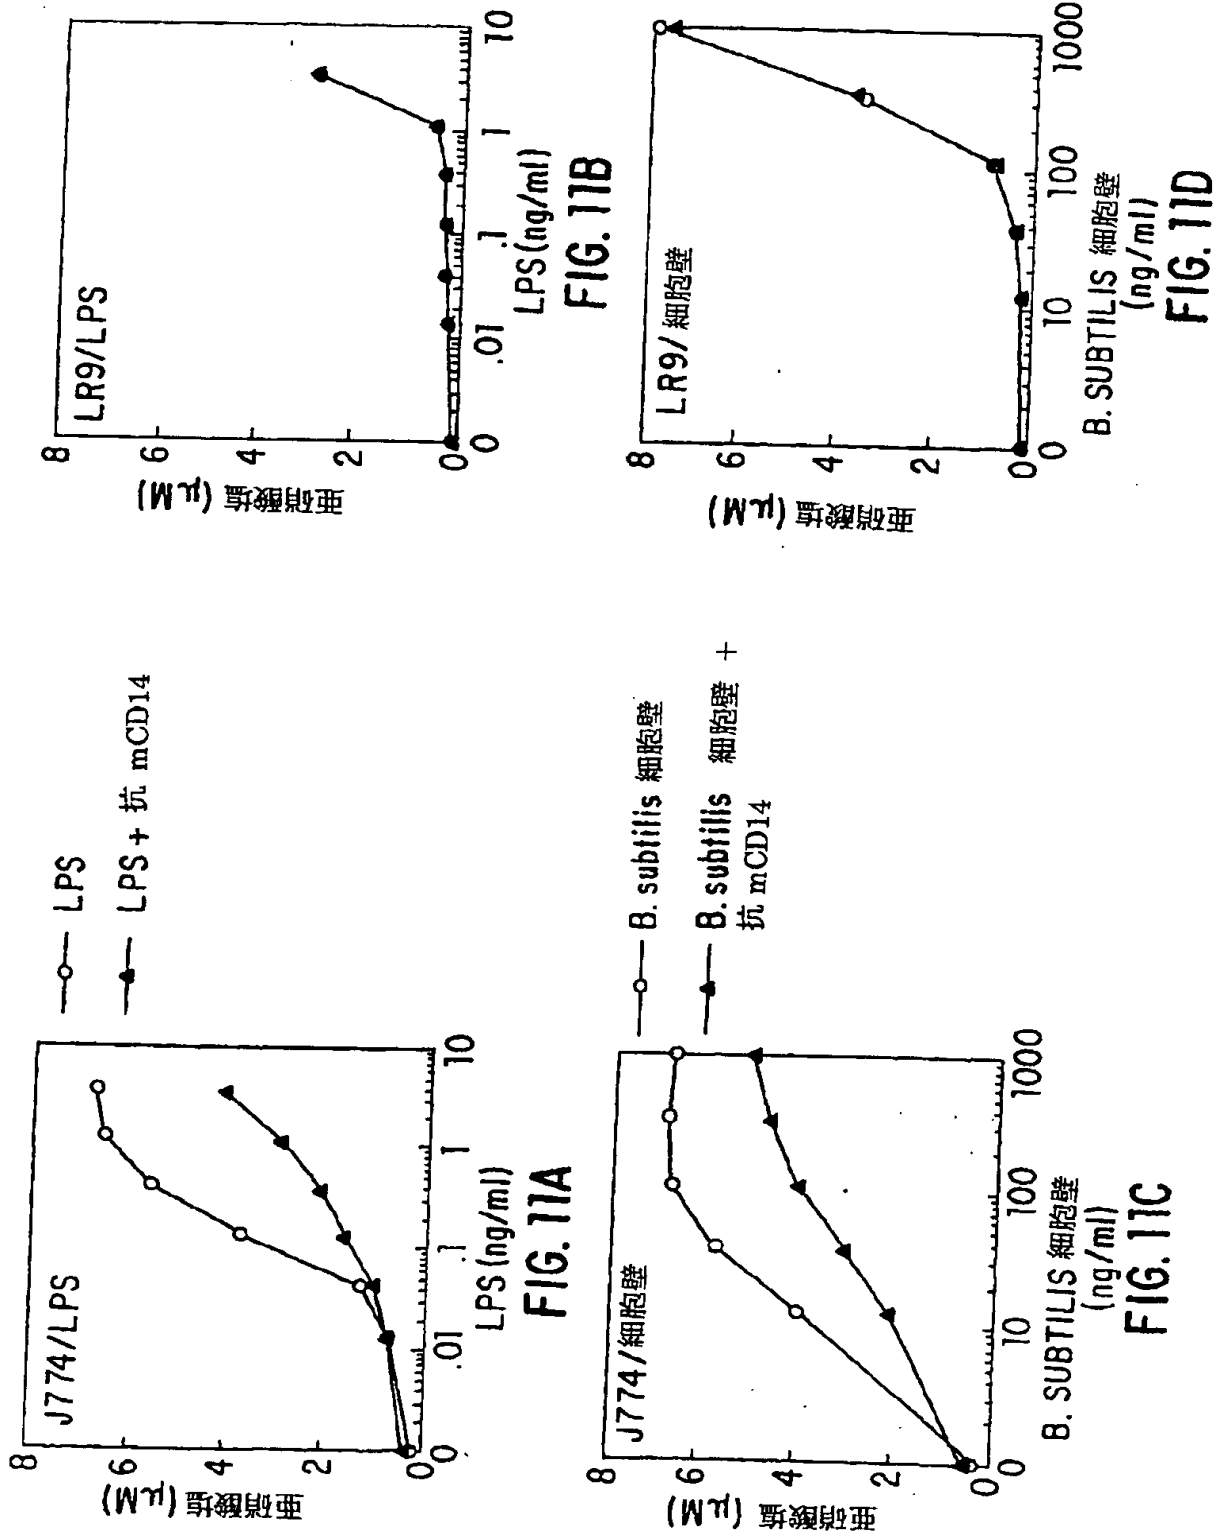 J774/LPS
亜硝酸塩 (μM)
8
6
4
2
0
0
.01
.1
1
10
LPS (ng/ml)
FIG. 11A
LPS
LPS + 抗 mCD14
LR9/LPS
亜硝酸塩 (μM)
8
6
4
2
0
0
.01
.1
1
10
LPS (ng/ml)
FIG. 11B
J774/細胞壁
亜硝酸塩 (μM)
8
6
4
2
0
0
10
100
1000
B. SUBTILIS 細胞壁
(ng/ml)
FIG. 11C
B. subtilis 細胞壁
B. subtilis 細胞壁 +
抗 mCD14
LR9/細胞壁
亜硝酸塩 (μM)
8
6
4
2
0
0
10
100
1000
B. SUBTILIS 細胞壁
(ng/ml)
FIG. 11D